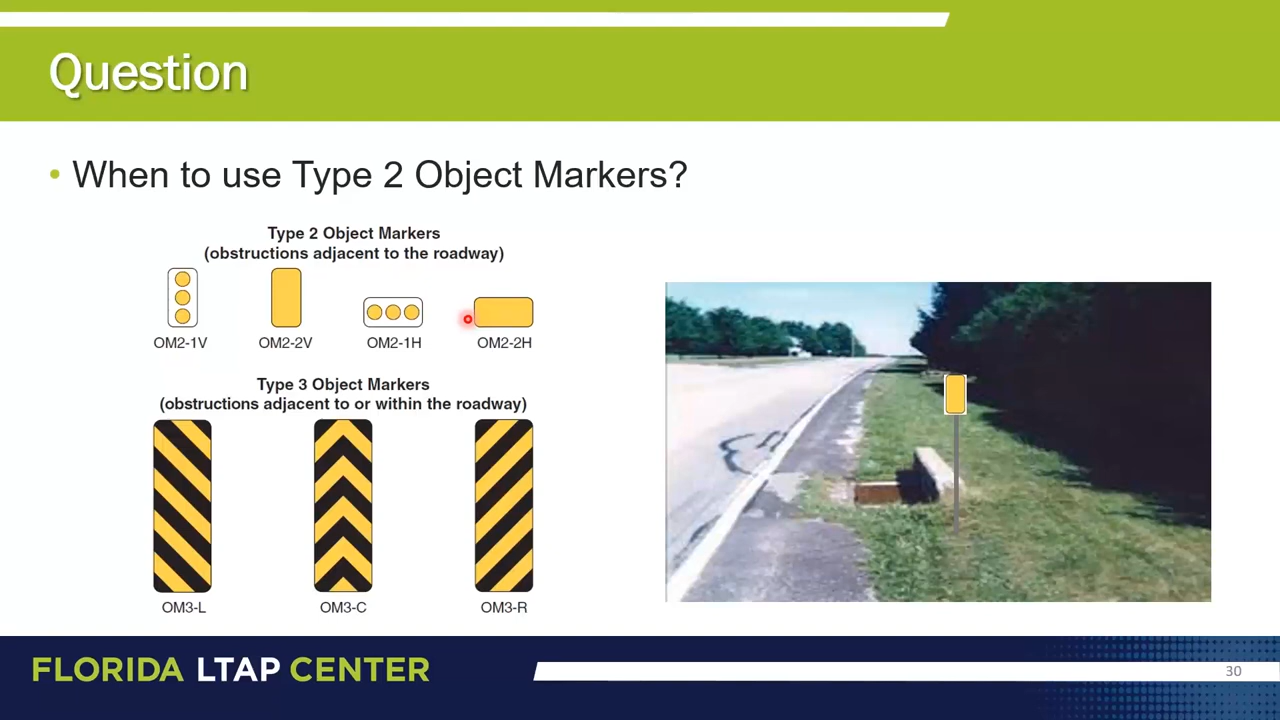 Question
• When to use Type 2 Object Markers?
Type 2 Object Markers
(obstructions adjacent to the roadway)
OM2-1V OM2-2V OM2-1H OM2-2H
Type 3 Object Markers
(obstructions adjacent to or within the roadway)
OM3-L OM3-C OM3-R
FLORIDA LTAP CENTER
30